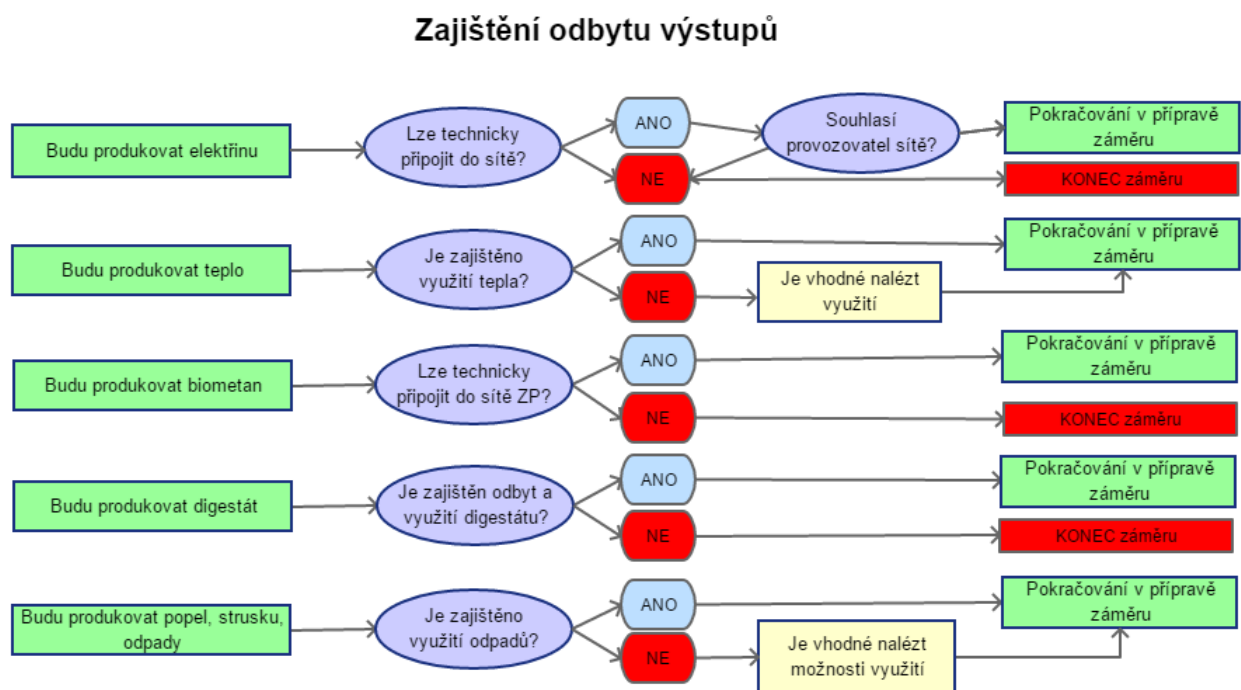 Zajištění odbytu výstupů
Budu produkovat elektřinu
Lze technicky
připojit do sítě?
ANO
NE
Souhlasí
provozovatel sítě?
Pokračování v přípravě
záměru
KONEC záměru
Budu produkovat teplo
Je zajištěno
využití tepla?
ANO
NE
Je vhodné nalézt
využití
Pokračování v přípravě
záměru
Budu produkovat biometan
Lze technicky
připojit do sítě ZP?
ANO
NE
Pokračování v přípravě
záměru
KONEC záměru
Budu produkovat digestát
Je zajištěn odbyt a
využití digestátu?
ANO
NE
Pokračování v přípravě
záměru
KONEC záměru
Budu produkovat popel, strusku,
odpady
Je zajištěno
využití odpadů?
ANO
NE
Je vhodné nalézt
možnosti využití
Pokračování v přípravě
záměru